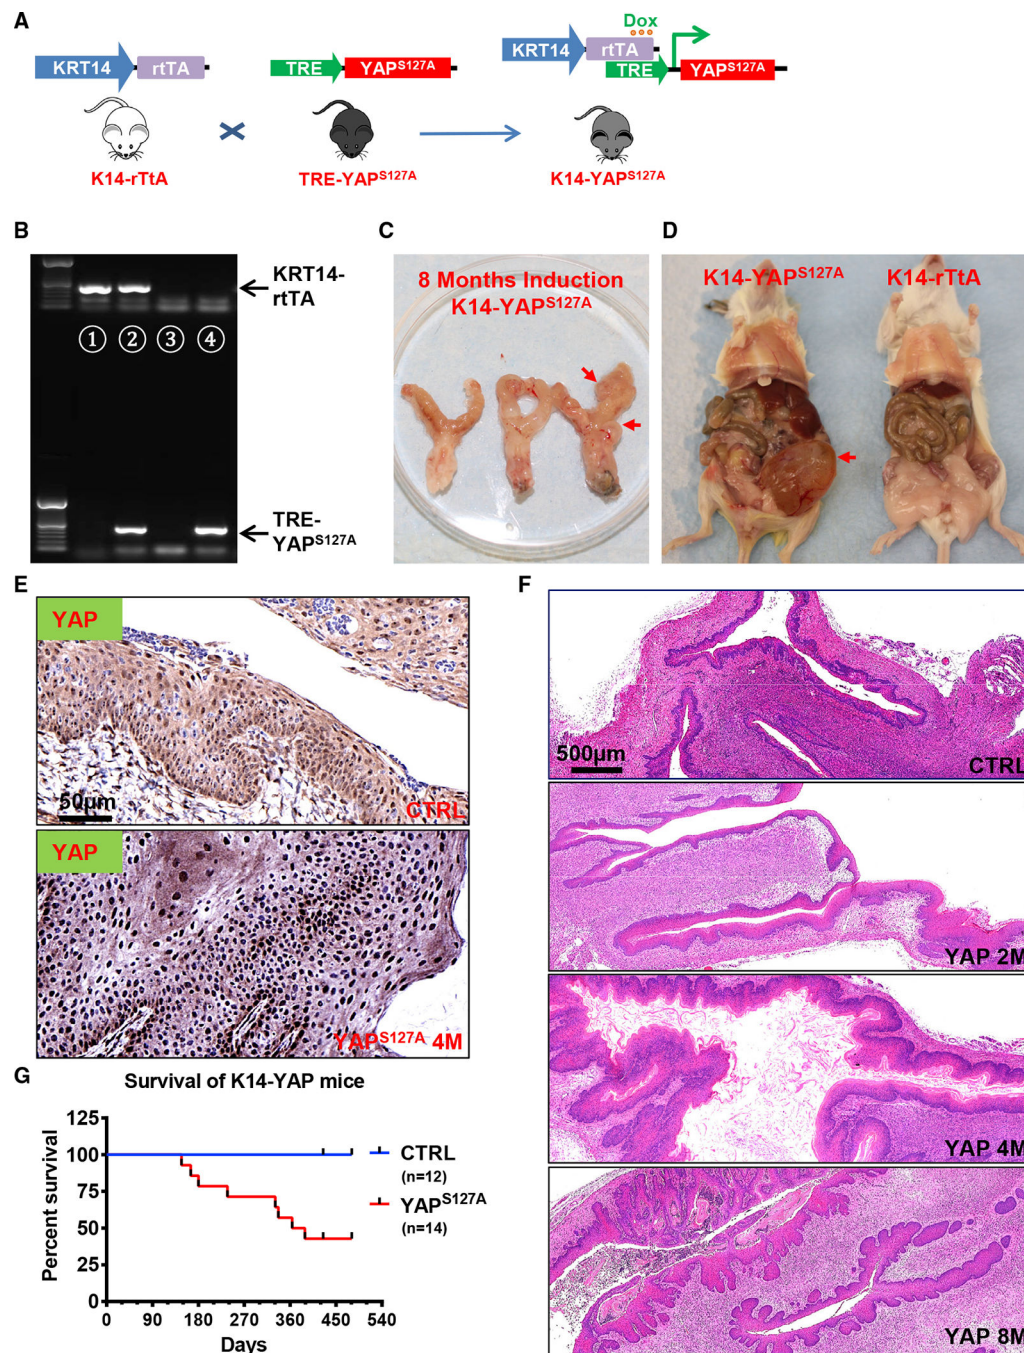 A
Dox
KRT14 rtTA
TRE YAPS127A
KRT14 rtTA
TRE YAPS127A
K14-rTtA
TRE-YAPS127A
K14-YAPS127A
B
KRT14-
rtTA
① ② ③ ④
TRE-
YAPS127A
C
8 Months Induction
K14-YAPS127A
D
K14-YAPS127A
K14-rTtA
E
YAP
50μm
CTRL
YAP
YAPS127A 4M
F
500μm
CTRL
YAP 2M
YAP 4M
YAP 8M
G
Survival of K14-YAP mice
Percent survival
125
100
75
50
25
0
0 90 180 270 360 450 540
Days
CTRL
(n=12)
YAPS127A
(n=14)